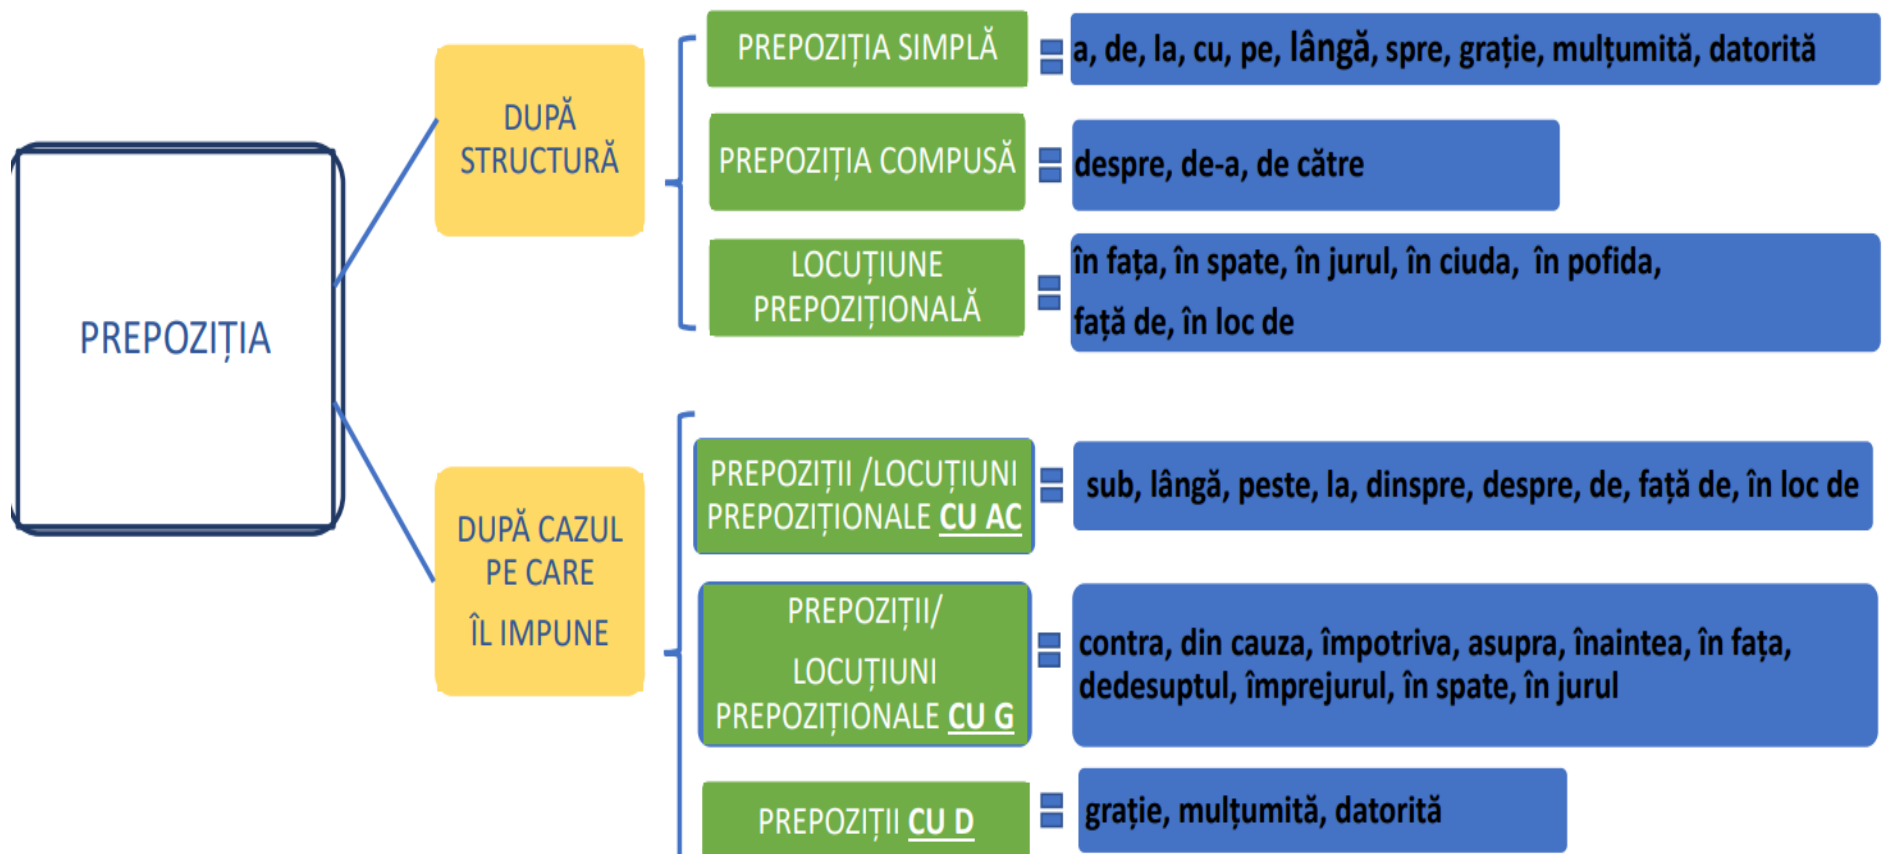 PREPOZIȚIA
DUPĂ
STRUCTURĂ
PREPOZIȚIA SIMPLĂ
a, de, la, cu, pe, lângă, spre, grație, mulțumită, datorită
PREPOZIȚIA COMPUSĂ
despre, de-a, de către
LOCUȚIUNE
PREPOZIȚIONALĂ
în fața, în spate, în jurul, în ciuda, în pofida,
față de, în loc de
DUPĂ CAZUL
PE CARE
ÎL IMPUNE
PREPOZIȚII /LOCUȚIUNI
PREPOZIȚIONALE CU AC
sub, lângă, peste, la, dinspre, despre, de, față de, în loc de
PREPOZIȚII/
LOCUȚIUNI
PREPOZIȚIONALE CU G
contra, din cauza, împotriva, asupra, înaintea, în fața,
dedesuptul, împrejurul, în spate, în jurul
PREPOZIȚII CU D
grație, mulțumită, datorită